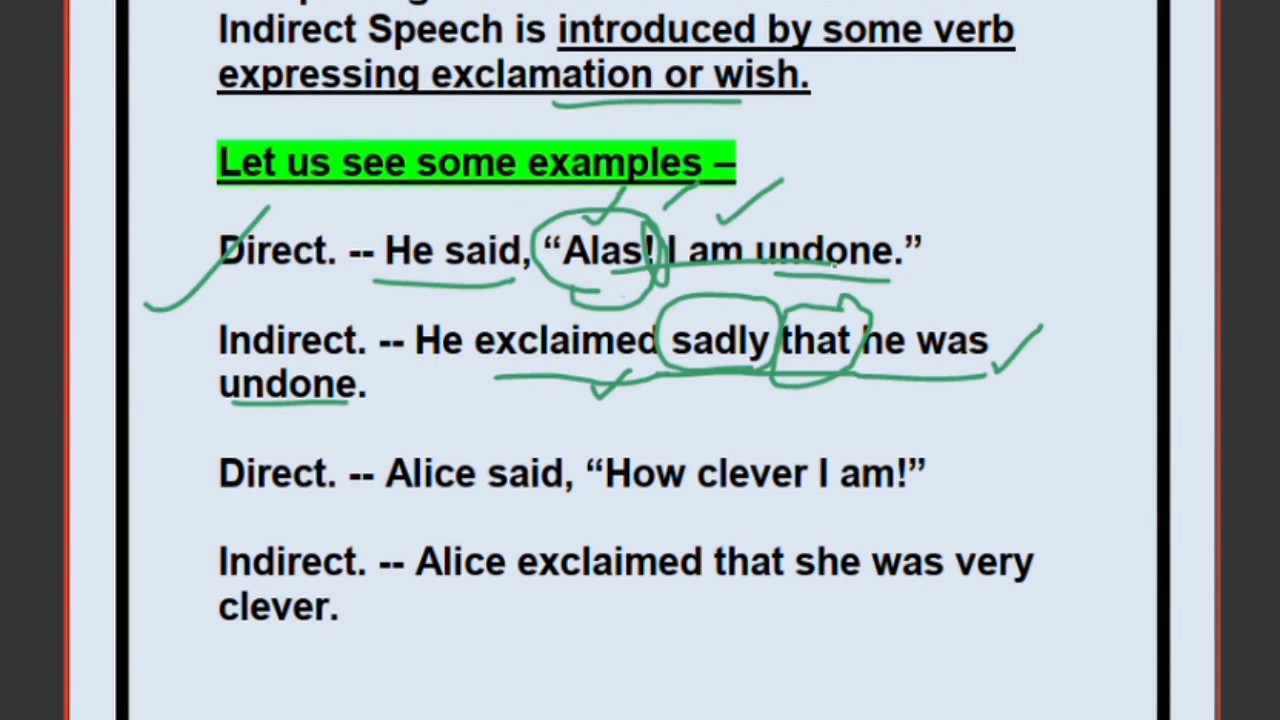 Indirect Speech is introduced by some verb
expressing exclamation or wish.
Let us see some examples –
Direct. -- He said, “Alas! I am undone.”
Indirect. -- He exclaimed sadly that he was
undone.
Direct. -- Alice said, “How clever I am!”
Indirect. -- Alice exclaimed that she was very
clever.